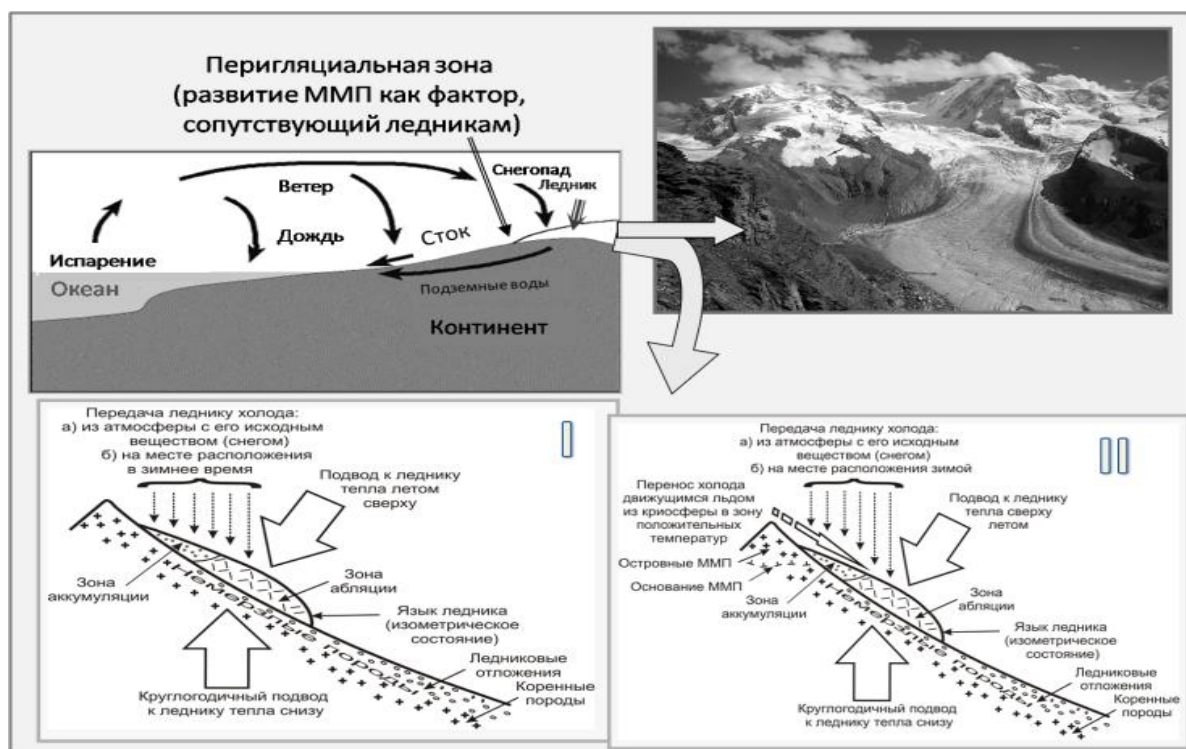 Перигляциальная зона
(развитие ММП как фактор,
сопутствующий ледникам)
Снегопад
Ледник
Ветер
Дождь
Сток
Испарение
Океан
Подземные воды
Континент
Передача леднику холода:
а) из атмосферы с его исходным
веществом (снегом)
б) на месте расположения
в зимнее время
I
Подвод к леднику
тепла летом
сверху
Зона
аккумуляции
Зона
абляции
Язык ледника
(изометрическое
состояние)
Немерзлые породы
Ледниковые
отложения
Коренные
породы
Круглогодичный подвод
к леднику тепла снизу
Передача леднику холода:
а) из атмосферы с его исходным
веществом (снегом)
б) на месте расположения зимой
II
Перенос холода
движущимся льдом
из криосферы в зону
положительных
температур
Подвод к леднику
тепла сверху
летом
Островные ММП
Основание ММП
Зона
аккумуляции
Зона
абляции
Язык ледника
(изометрическое
состояние)
Немерзлые породы
Ледниковые
отложения
Коренные
породы
Круглогодичный подвод
к леднику тепла снизу